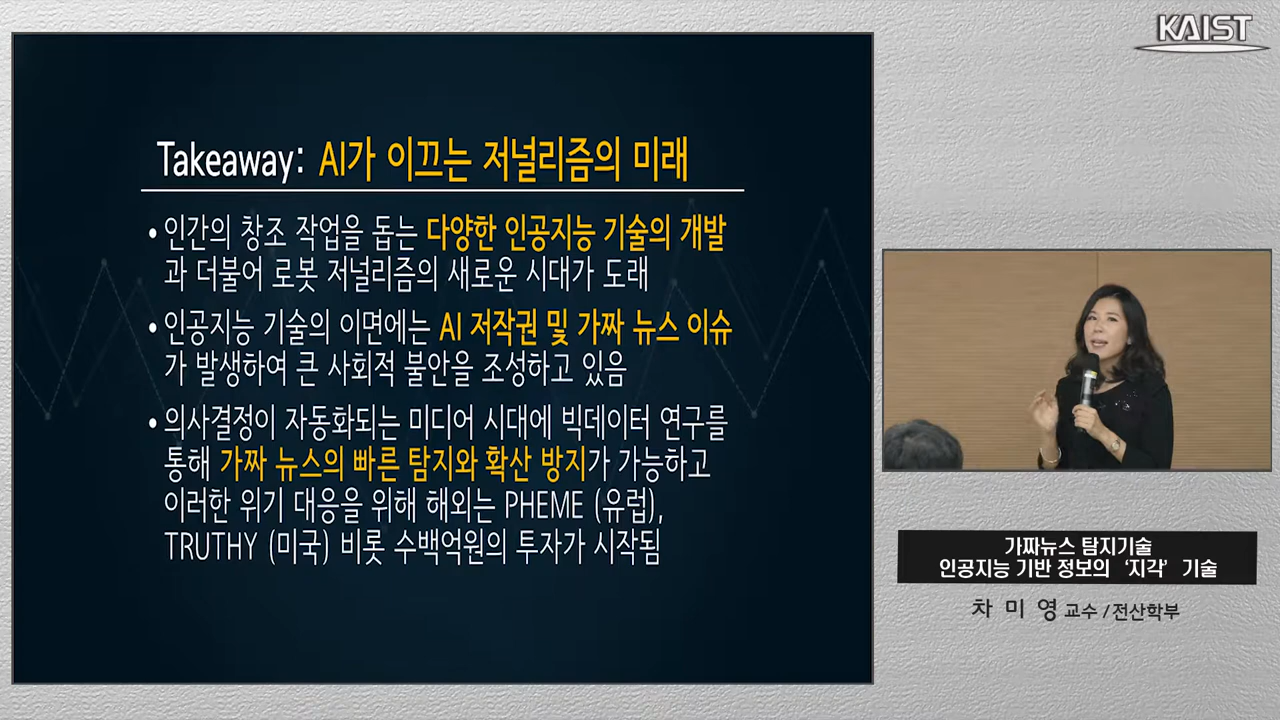 KAIST
Takeaway: AI가 이끄는 저널리즘의 미래
• 인간의 창조 작업을 돕는 다양한 인공지능 기술의 개발
과 더불어 로봇 저널리즘의 새로운 시대가 도래
• 인공지능 기술의 이면에는 AI 저작권 및 가짜 뉴스 이슈
가 발생하여 큰 사회적 불안을 조성하고 있음
• 의사결정이 자동화되는 미디어 시대에 빅데이터 연구를
통해 가짜 뉴스의 빠른 탐지와 확산 방지가 가능하고
이러한 위기 대응을 위해 해외는 PHEME (유럽),
TRUTHY (미국) 비롯 수백억원의 투자가 시작됨
가짜뉴스 탐지기술
인공지능 기반 정보의 ‘지각’ 기술
차 미 영 교수 / 전산학부